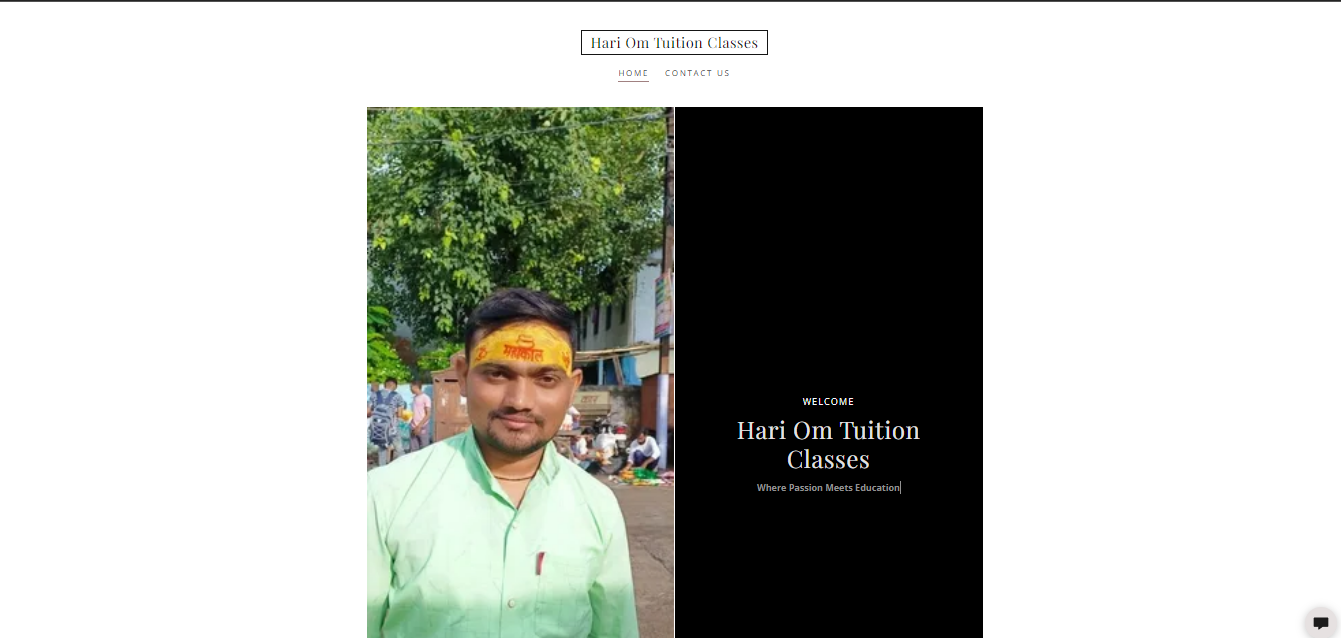 Hari Om Tuition Classes
HOME CONTACT US
महाकाल
WELCOME
Hari Om Tuition
Classes
Where Passion Meets Education